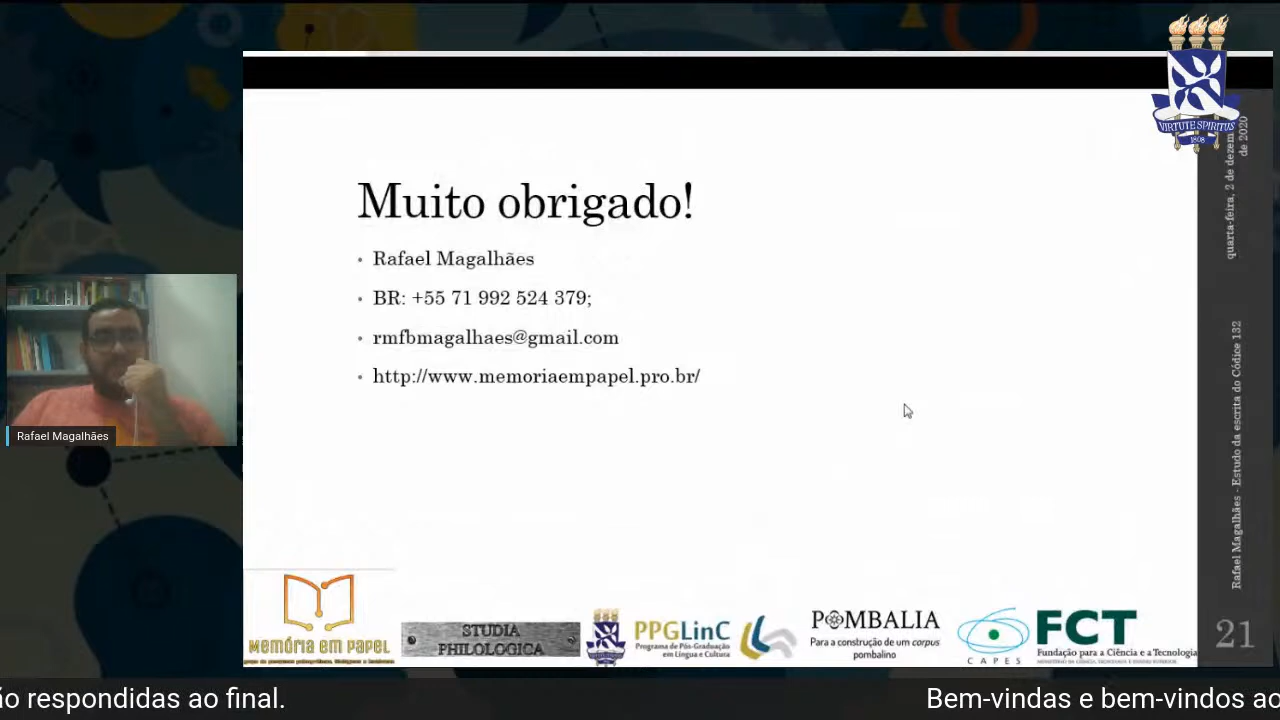 VIRTUTE SPIRITUS
1808
quarta-feira, 2 de dezem
de 2020
Muito obrigado!
• Rafael Magalhães
• BR: +55 71 992 524 379;
• rmfbmagalhaes@gmail.com
• http://www.memoriaempapel.pro.br/
Rafael Magalhães
Rafael Magalhães - Estudo da escrita do Códice 132
21
MEMÓRIA EM PAPEL
STUDIA
PHILOLOGICA
PPGLinC
Programa de Pós-Graduação
em Língua e Cultura
POMBALIA
Para a construção de um corpus
pombalino
CAPES
FCT
Fundação para a Ciência e a Tecnologia
ão respondidas ao final.
Bem-vindas e bem-vindos ao